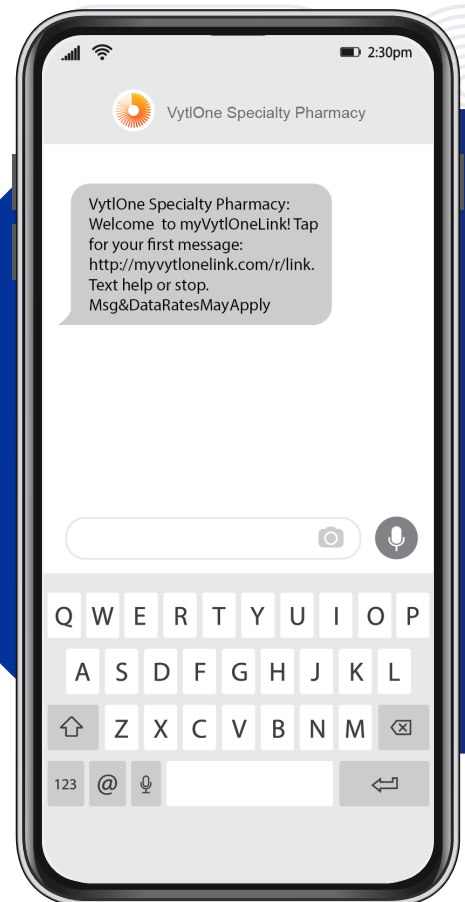 2:30pm
VytlOne Specialty Pharmacy
VytlOne Specialty Pharmacy:
Welcome to myVytlOneLink! Tap
for your first message:
http://myvytlonelink.com/r/link.
Text help or stop.
Msg&DataRatesMayApply
Q W E R T Y U I O P
A S D F G H J K L
Z X C V B N M
123 @